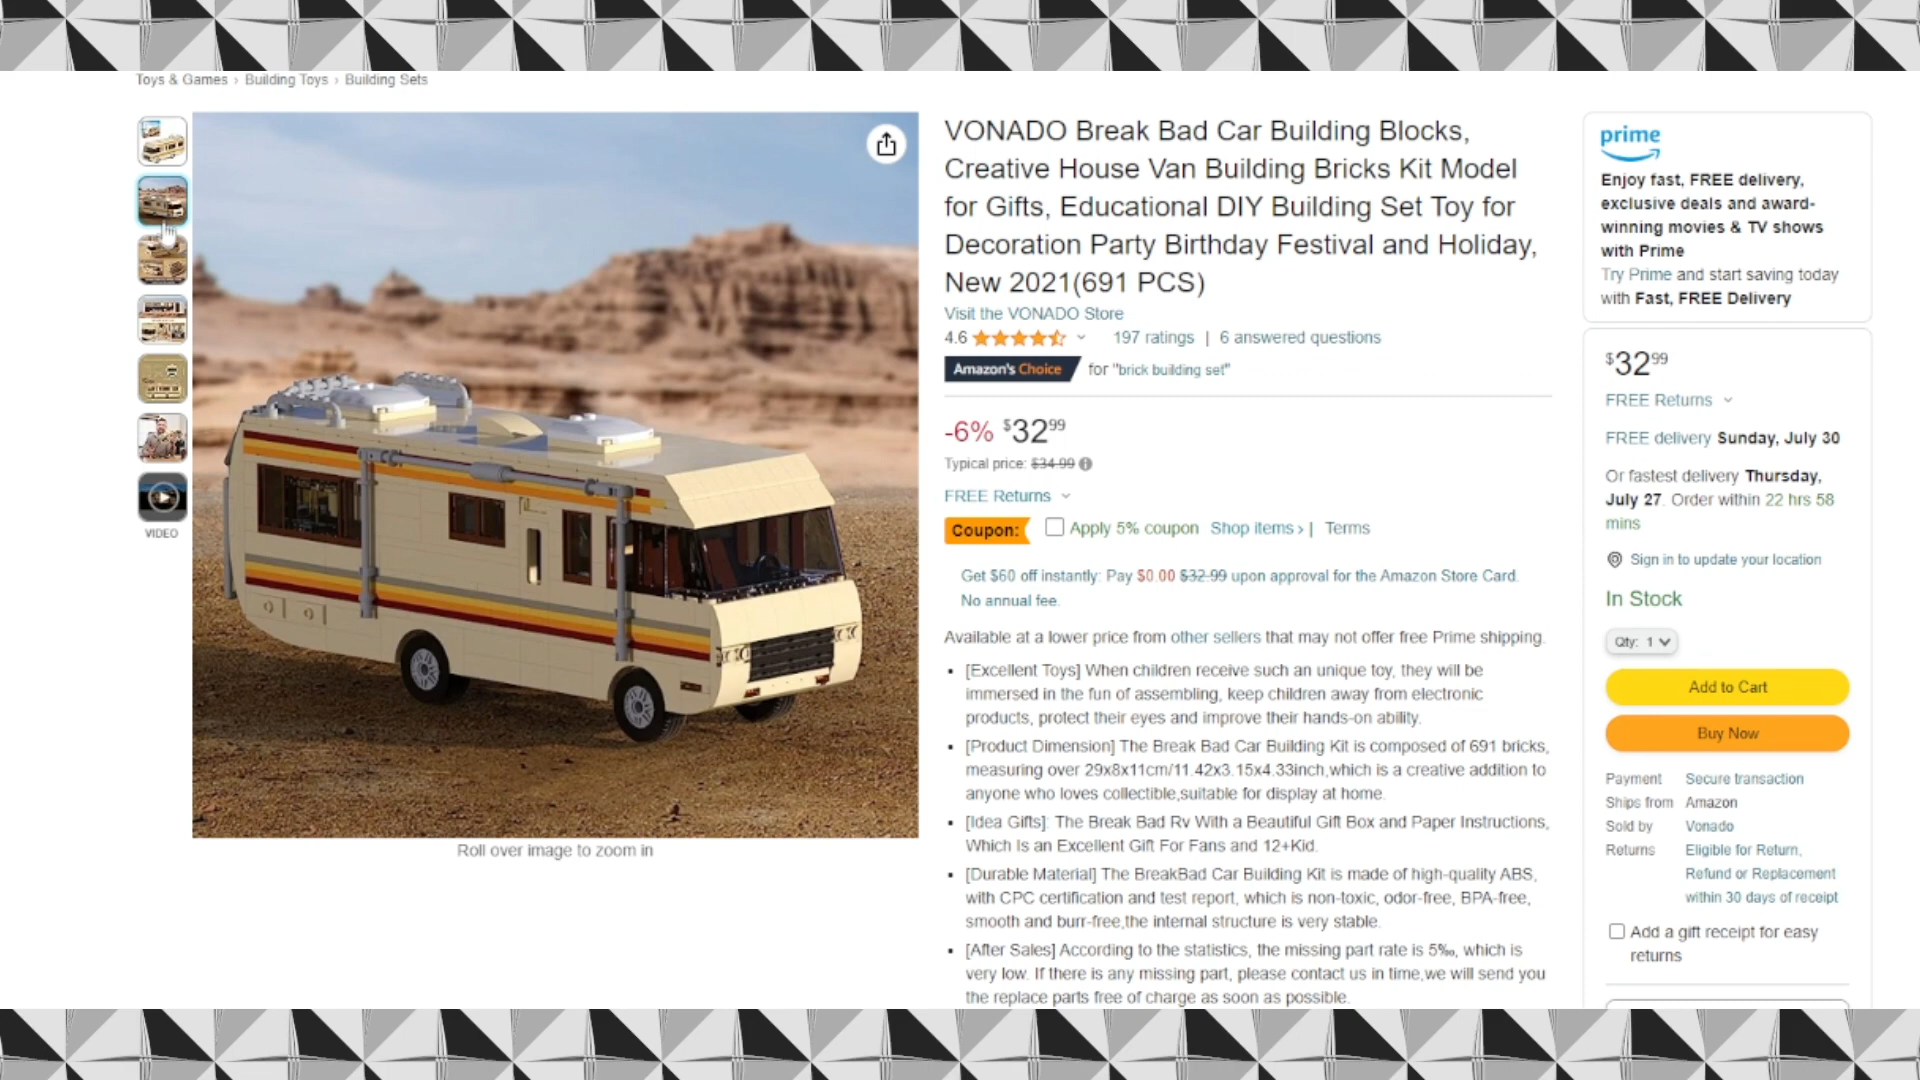 Toys & Games › Building Toys › Building Sets
VIDEO
Roll over image to zoom in
VONADO Break Bad Car Building Blocks,
Creative House Van Building Bricks Kit Model
for Gifts, Educational DIY Building Set Toy for
Decoration Party Birthday Festival and Holiday,
New 2021(691 PCS)
Visit the VONADO Store
4.6 197 ratings | 6 answered questions
Amazon's Choice for "brick building set"
-6% $32.99
Typical price: $34.99
FREE Returns
Coupon: Apply 5% coupon Shop items › | Terms
Get $60 off instantly: Pay $0.00 $32.99 upon approval for the Amazon Store Card.
No annual fee.
Available at a lower price from other sellers that may not offer free Prime shipping.
• [Excellent Toys] When children receive such an unique toy, they will be
immersed in the fun of assembling, keep children away from electronic
products, protect their eyes and improve their hands-on ability.
• [Product Dimension] The Break Bad Car Building Kit is composed of 691 bricks,
measuring over 29x8x11cm/11.42x3.15x4.33inch,which is a creative addition to
anyone who loves collectible,suitable for display at home.
• [Idea Gifts]: The Break Bad Rv With a Beautiful Gift Box and Paper Instructions,
Which Is an Excellent Gift For Fans and 12+Kid.
• [Durable Material] The BreakBad Car Building Kit is made of high-quality ABS,
with CPC certification and test report, which is non-toxic, odor-free, BPA-free,
smooth and burr-free,the internal structure is very stable.
• [After Sales] According to the statistics, the missing part rate is 5‰, which is
very low. If there is any missing part, please contact us in time,we will send you
the replace parts free of charge as soon as possible.
prime
Enjoy fast, FREE delivery,
exclusive deals and award-
winning movies & TV shows
with Prime
Try Prime and start saving today
with Fast, FREE Delivery
$32.99
FREE Returns
FREE delivery Sunday, July 30
Or fastest delivery Thursday,
July 27. Order within 22 hrs 58
mins
Sign in to update your location
In Stock
Qty: 1
Add to Cart
Buy Now
Payment Secure transaction
Ships from Amazon
Sold by Vonado
Returns Eligible for Return,
Refund or Replacement
within 30 days of receipt
Add a gift receipt for easy
returns